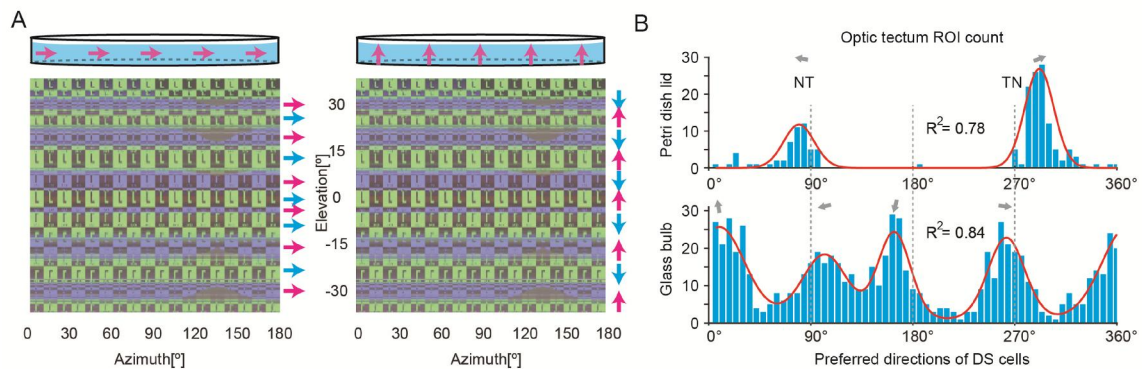 A
30
15
0
-15
-30
Elevation[º]
0 30 60 90 120 150 180
0 30 60 90 120 150 180
Azimuth[º]
Azimuth[º]
B
Optic tectum ROI count
Petri dish lid
30
20
10
0
NT
TN
R²= 0.78
0 90° 180° 270° 360°
Glass bulb
30
20
10
0
R²= 0.84
0 90° 180° 270° 360°
Preferred directions of DS cells